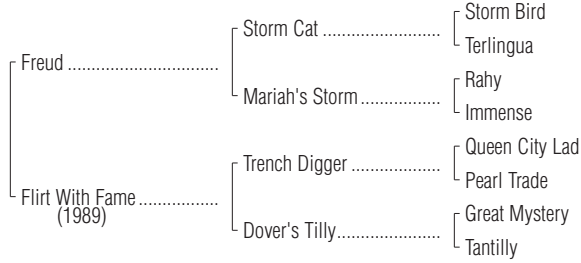 Storm Bird
Storm Cat ..........................
Terlingua
Freud ................................
Rahy
Mariah's Storm.................
Immense
Queen City Lad
Trench Digger ...................
Pearl Trade
Flirt With Fame .................
(1989)
Great Mystery
Dover's Tilly......................
Tantilly